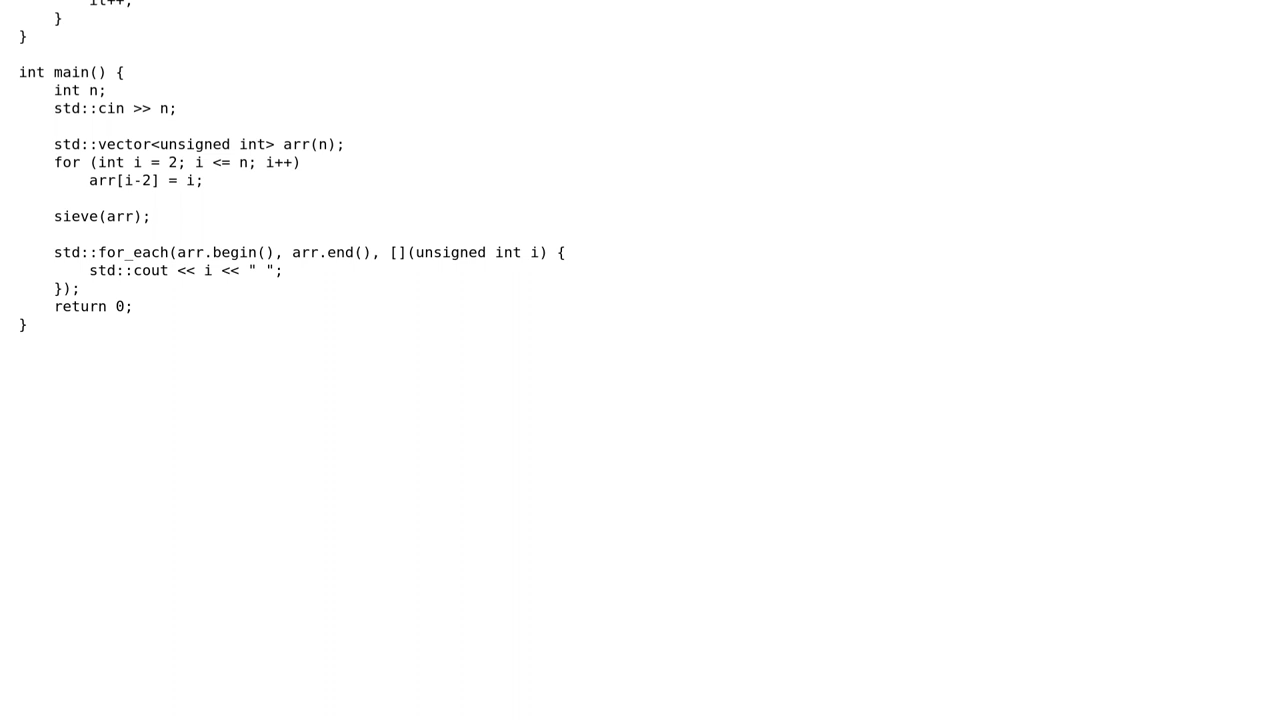 }
}

int main() {
    int n;
    std::cin >> n;

    std::vector<unsigned int> arr(n);
    for (int i = 2; i <= n; i++)
        arr[i-2] = i;

    sieve(arr);

    std::for_each(arr.begin(), arr.end(), [](unsigned int i) {
        std::cout << i << " ";
    });
    return 0;
}